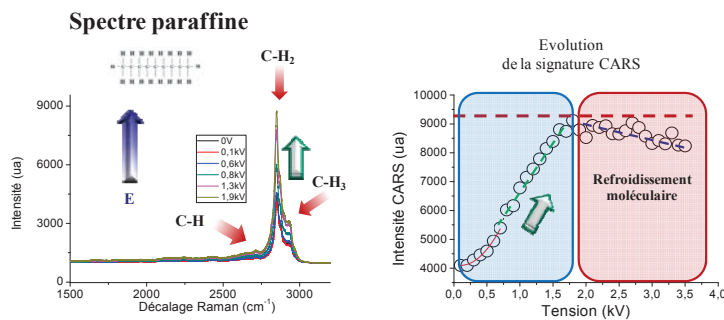 Spectre paraffine
C-H2
E
0V
0,1kV
0,6kV
0,8kV
1,3kV
1,9kV
C-H
C-H3
9000
7500
6000
4500
3000
1500
0
Intensité (ua)
1500 2000 2500 3000
Décalage Raman (cm-1)
Evolution
de la signature CARS
10000
9000
8000
7000
6000
5000
4000
Intensité CARS (ua)
Refroidissement
moléculaire
0,0 0,5 1,0 1,5 2,0 2,5 3,0 3,5 4,0
Tension (kV)